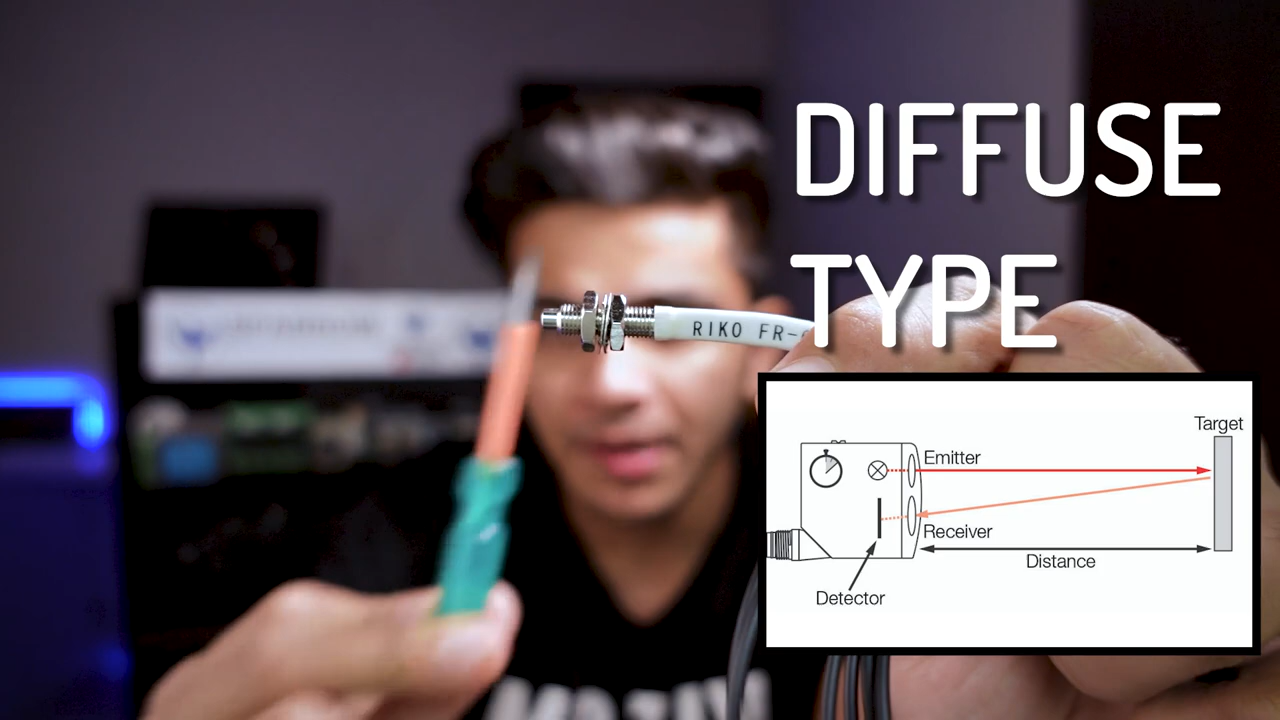 DIFFUSE
TYPE
RIKO FR-
Target
Emitter
Receiver
Distance
Detector